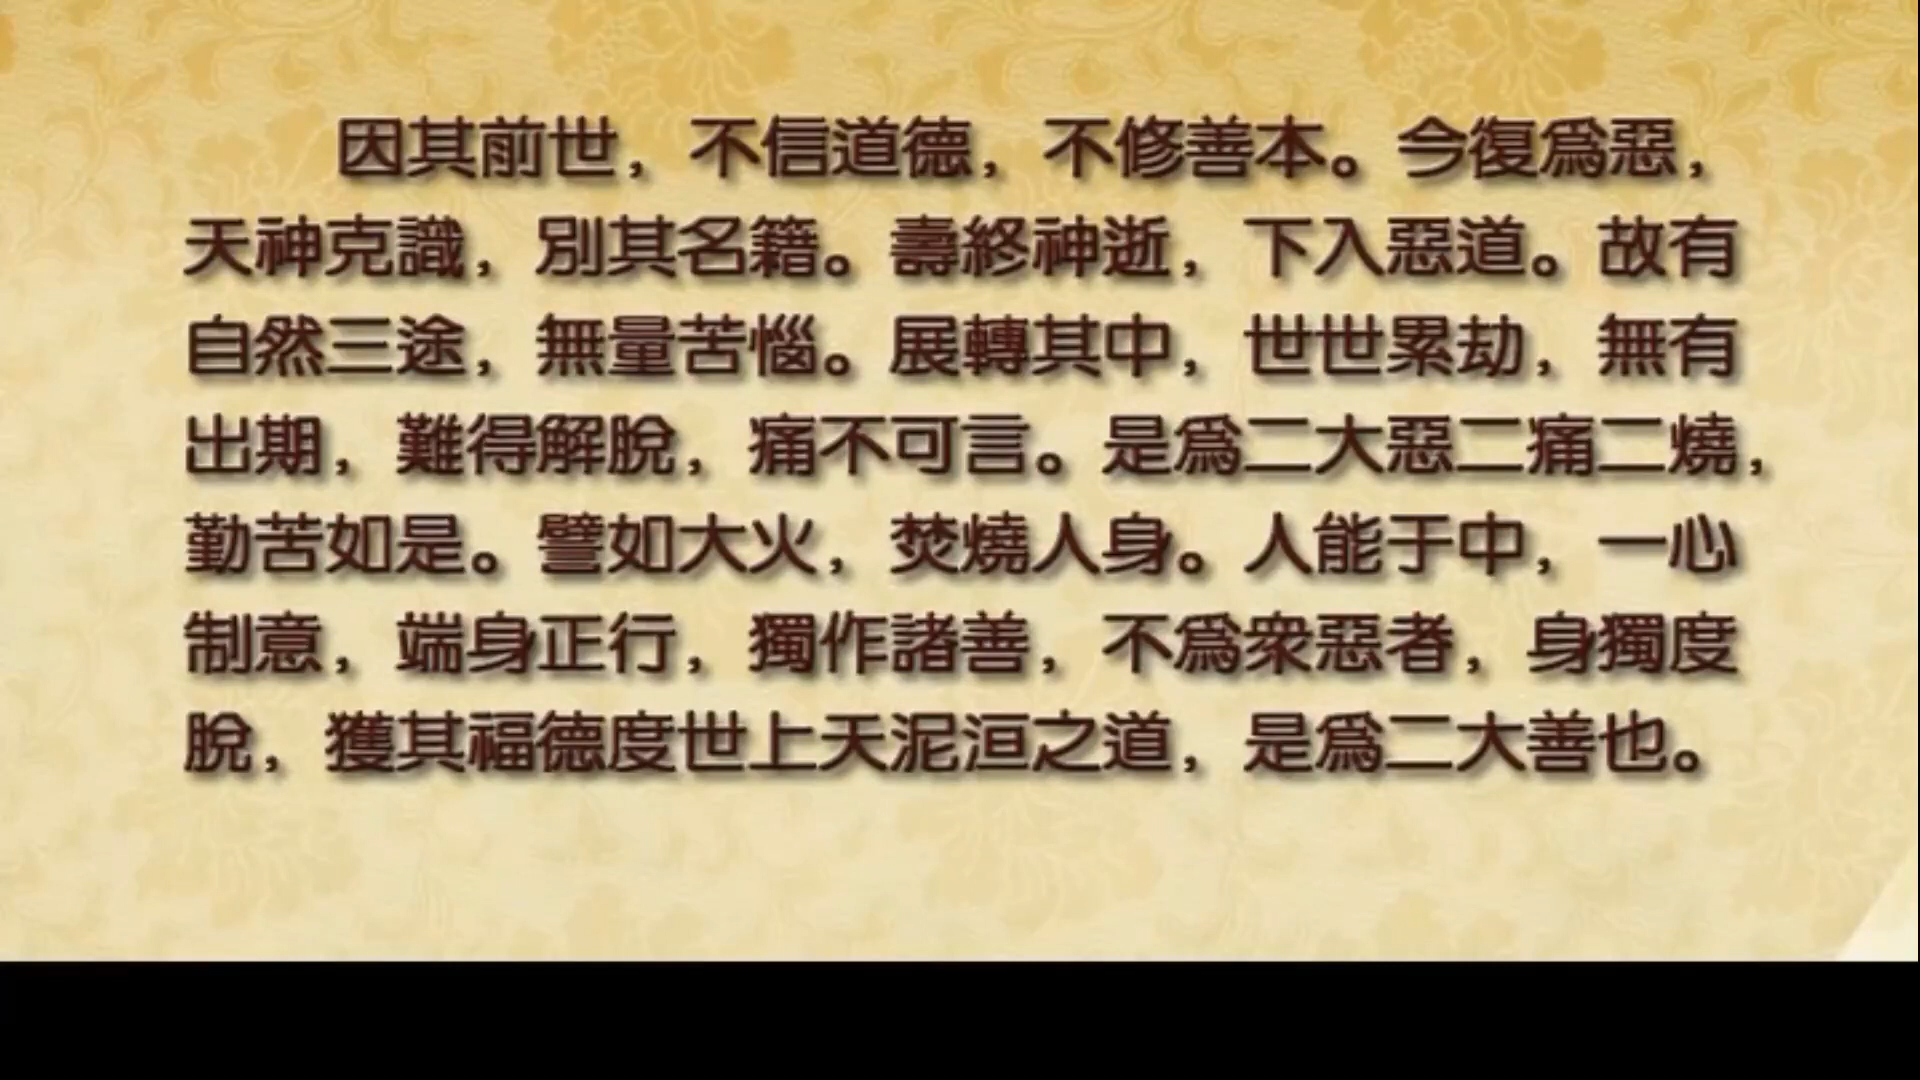 因其前世，不信道德，不修善本。今復爲惡，
天神克識，別其名籍。壽終神逝，下入惡道。故有
自然三途，無量苦惱。展轉其中，世世累劫，無有
出期，難得解脫，痛不可言。是爲二大惡二痛二燒，
勤苦如是。譬如大火，焚燒人身。人能于中，一心
制意，端身正行，獨作諸善，不爲衆惡者，身獨度
脫，獲其福德度世上天泥洹之道，是爲二大善也。